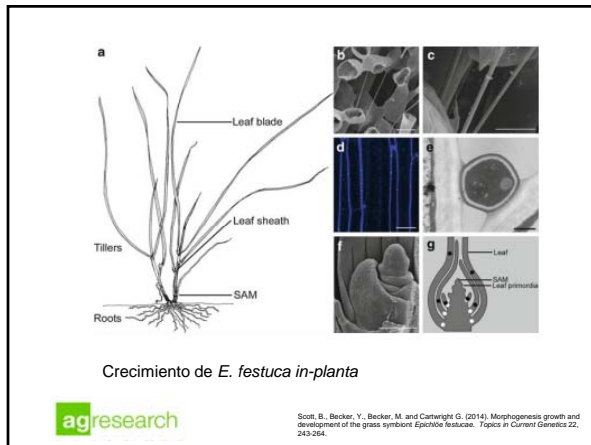 a
Leaf blade
Leaf sheath
Tillers
SAM
Roots
b
c
d
e
f
g
Leaf
SAM
Leaf primordia
Crecimiento de E. festuca in-planta
agresearch
Scott, B., Becker, Y., Becker, M. and Cartwright G. (2014). Morphogenesis growth and
development of the grass symbiont Epichlöe festucae. Topics in Current Genetics 22,
243-264.